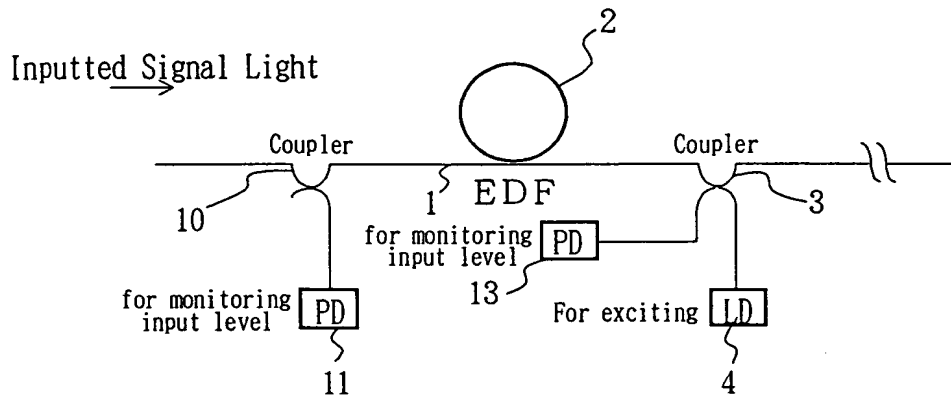 2
Inputted Signal Light
Coupler
Coupler
10
1
EDF
3
for monitoring
input level
PD
13
for monitoring
input level
PD
For exciting
LD
11
4